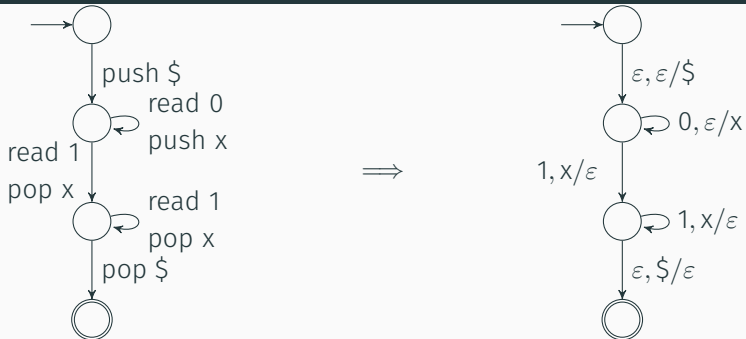 push $
ε, ε/$
read 0
push x
0, ε/x
read 1
pop x
⟹
1, x/ε
read 1
pop x
1, x/ε
pop $
ε, $/ε